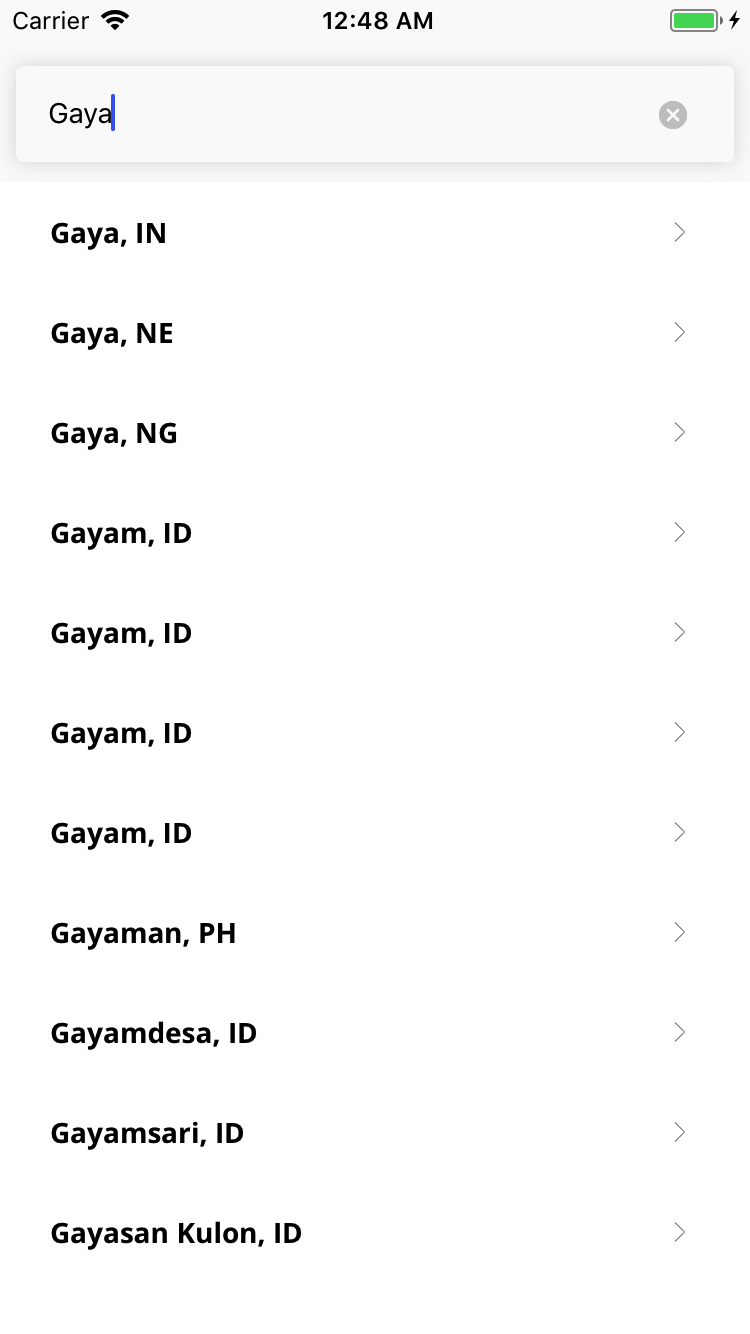 Carrier 12:48 AM
Gaya
Gaya, IN
Gaya, NE
Gaya, NG
Gayam, ID
Gayam, ID
Gayam, ID
Gayam, ID
Gayaman, PH
Gayamdesa, ID
Gayamsari, ID
Gayasan Kulon, ID